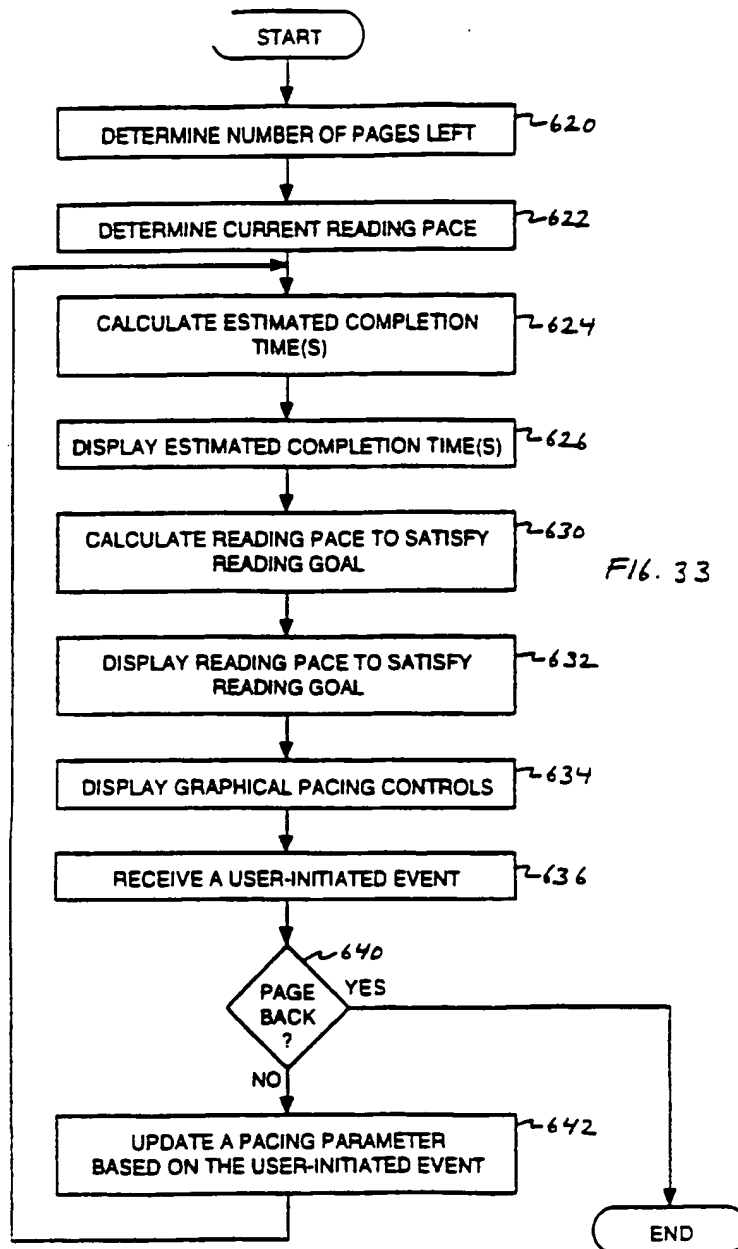 START
DETERMINE NUMBER OF PAGES LEFT
620
DETERMINE CURRENT READING PACE
622
CALCULATE ESTIMATED COMPLETION
TIME(S)
624
DISPLAY ESTIMATED COMPLETION TIME(S)
626
CALCULATE READING PACE TO SATISFY
READING GOAL
630
FIG. 33
DISPLAY READING PACE TO SATISFY
READING GOAL
632
DISPLAY GRAPHICAL PACING CONTROLS
634
RECEIVE A USER-INITIATED EVENT
636
640
PAGE
BACK
?
YES
NO
UPDATE A PACING PARAMETER
BASED ON THE USER-INITIATED EVENT
642
END